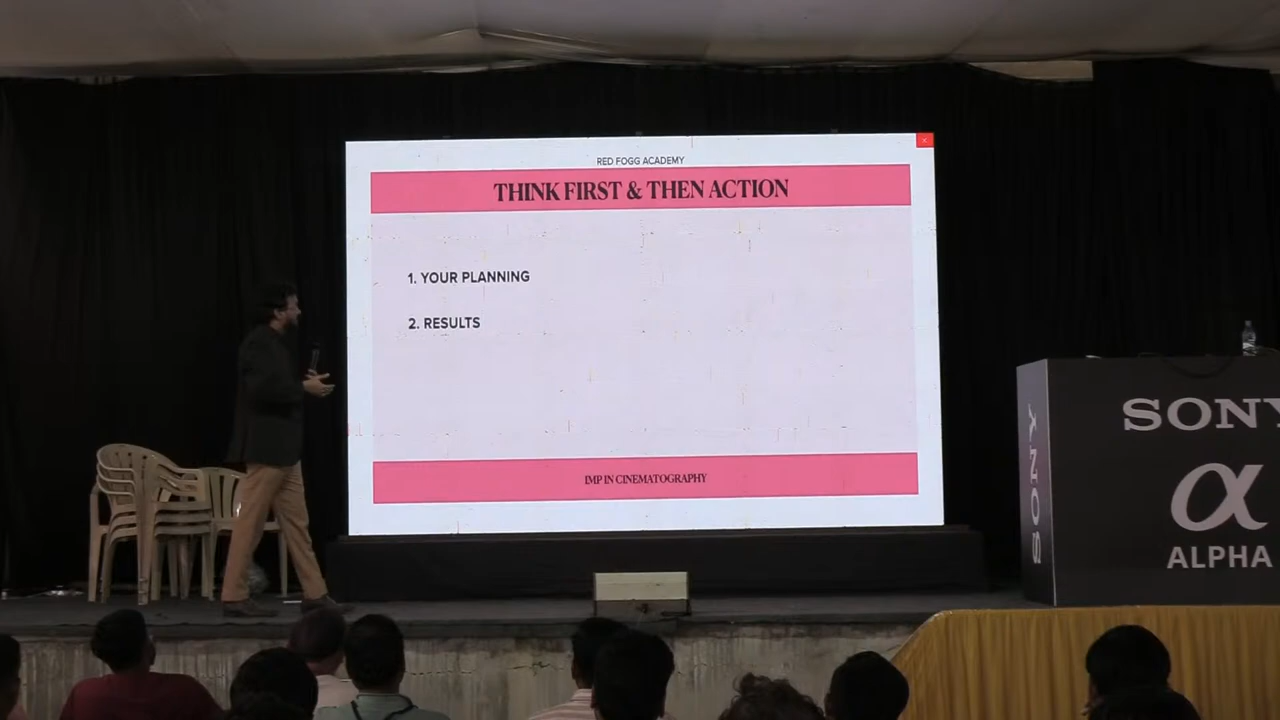 RED FOGG ACADEMY
THINK FIRST & THEN ACTION
1. YOUR PLANNING
2. RESULTS
IMP IN CINEMATOGRAPHY
SONY
SONY
α
ALPHA